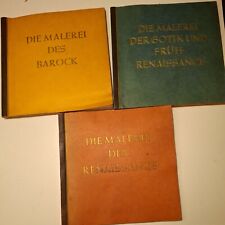 DIE MALEREI
DES
BAROCK
DIE MALEREI
DER GOTIK UND
FRÜH
RENAISSANCE
DIE MALEREI
DER
RENAISSANCE